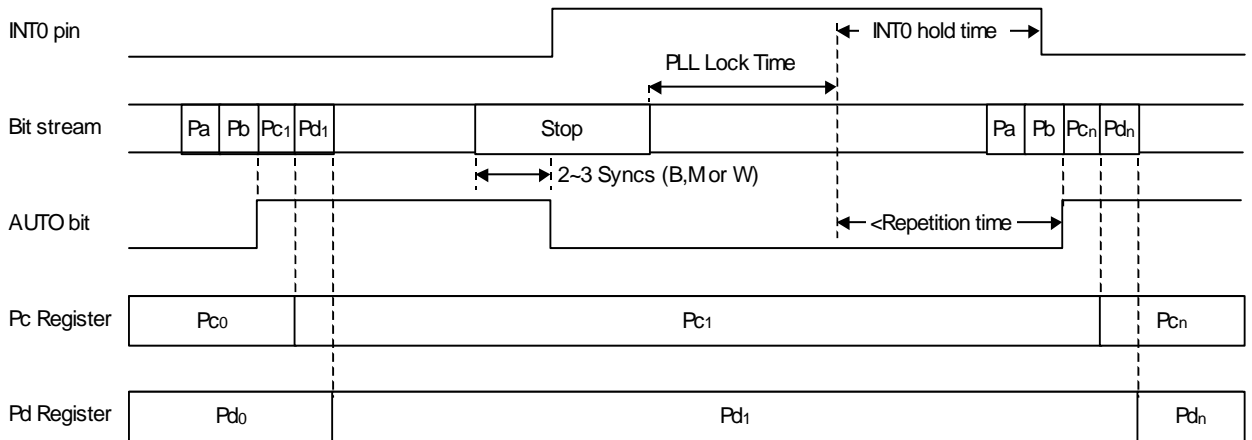 INT0 pin
INT0 hold time
PLL Lock Time
Bit stream Pa Pb Pc1 Pd1 Stop Pa Pb Pcn Pdn
2~3 Syncs (B,M or W)
AUTO bit
<Repetition time
Pc Register Pc0 Pc1 Pcn
Pd Register Pd0 Pd1 Pdn